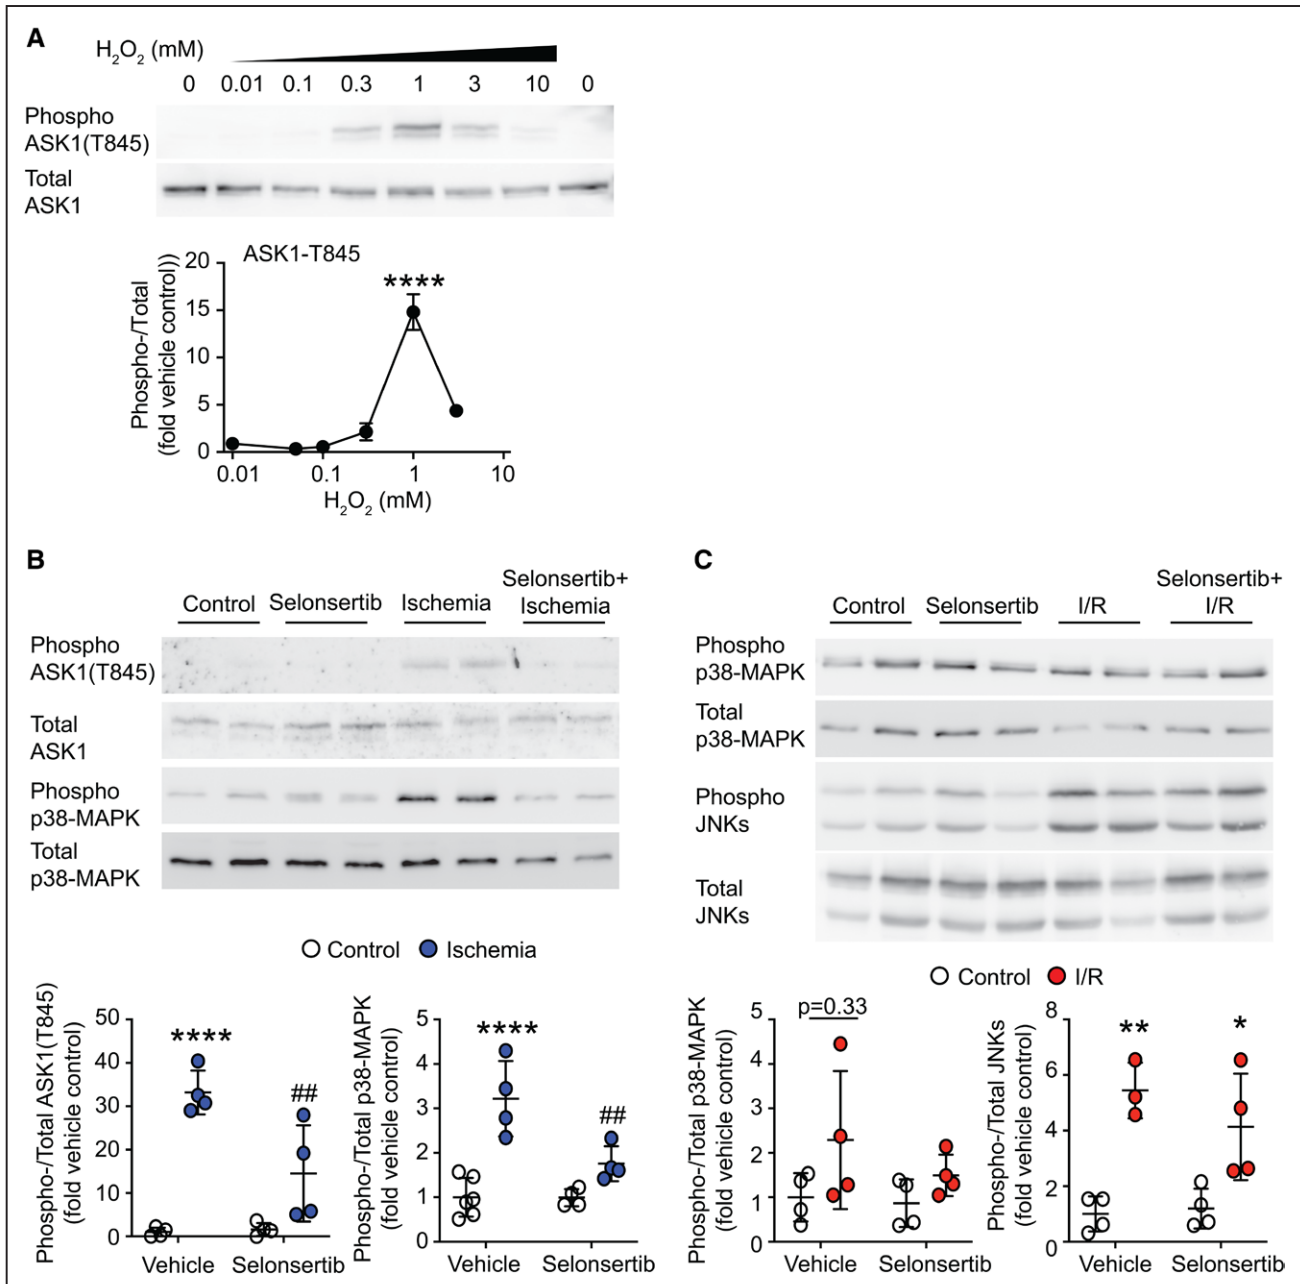 A
H₂O₂ (mM)
0 0.01 0.1 0.3 1 3 10 0
Phospho
ASK1(T845)
Total
ASK1
ASK1-T845
****
Phospho-/Total
(fold vehicle control))
20
15
10
5
0
0.01 0.1 1 10
H₂O₂ (mM)
B
Control Selonsertib Ischemia Selonsertib+
Ischemia
Phospho
ASK1(T845)
Total
ASK1
Phospho
p38-MAPK
Total
p38-MAPK
Control Ischemia
Phospho-/Total ASK1(T845)
(fold vehicle control)
50
40
30
20
10
0
****
##
Vehicle Selonsertib
Phospho-/Total p38-MAPK
(fold vehicle control)
5
4
3
2
1
0
****
##
Vehicle Selonsertib
C
Control Selonsertib I/R Selonsertib+
I/R
Phospho
p38-MAPK
Total
p38-MAPK
Phospho
JNKs
Total
JNKs
Control I/R
Phospho-/Total p38-MAPK
(fold vehicle control)
5
4
3
2
1
0
p=0.33
Vehicle Selonsertib
Phospho-/Total JNKs
(fold vehicle control)
8
6
4
2
0
**
*
Vehicle Selonsertib